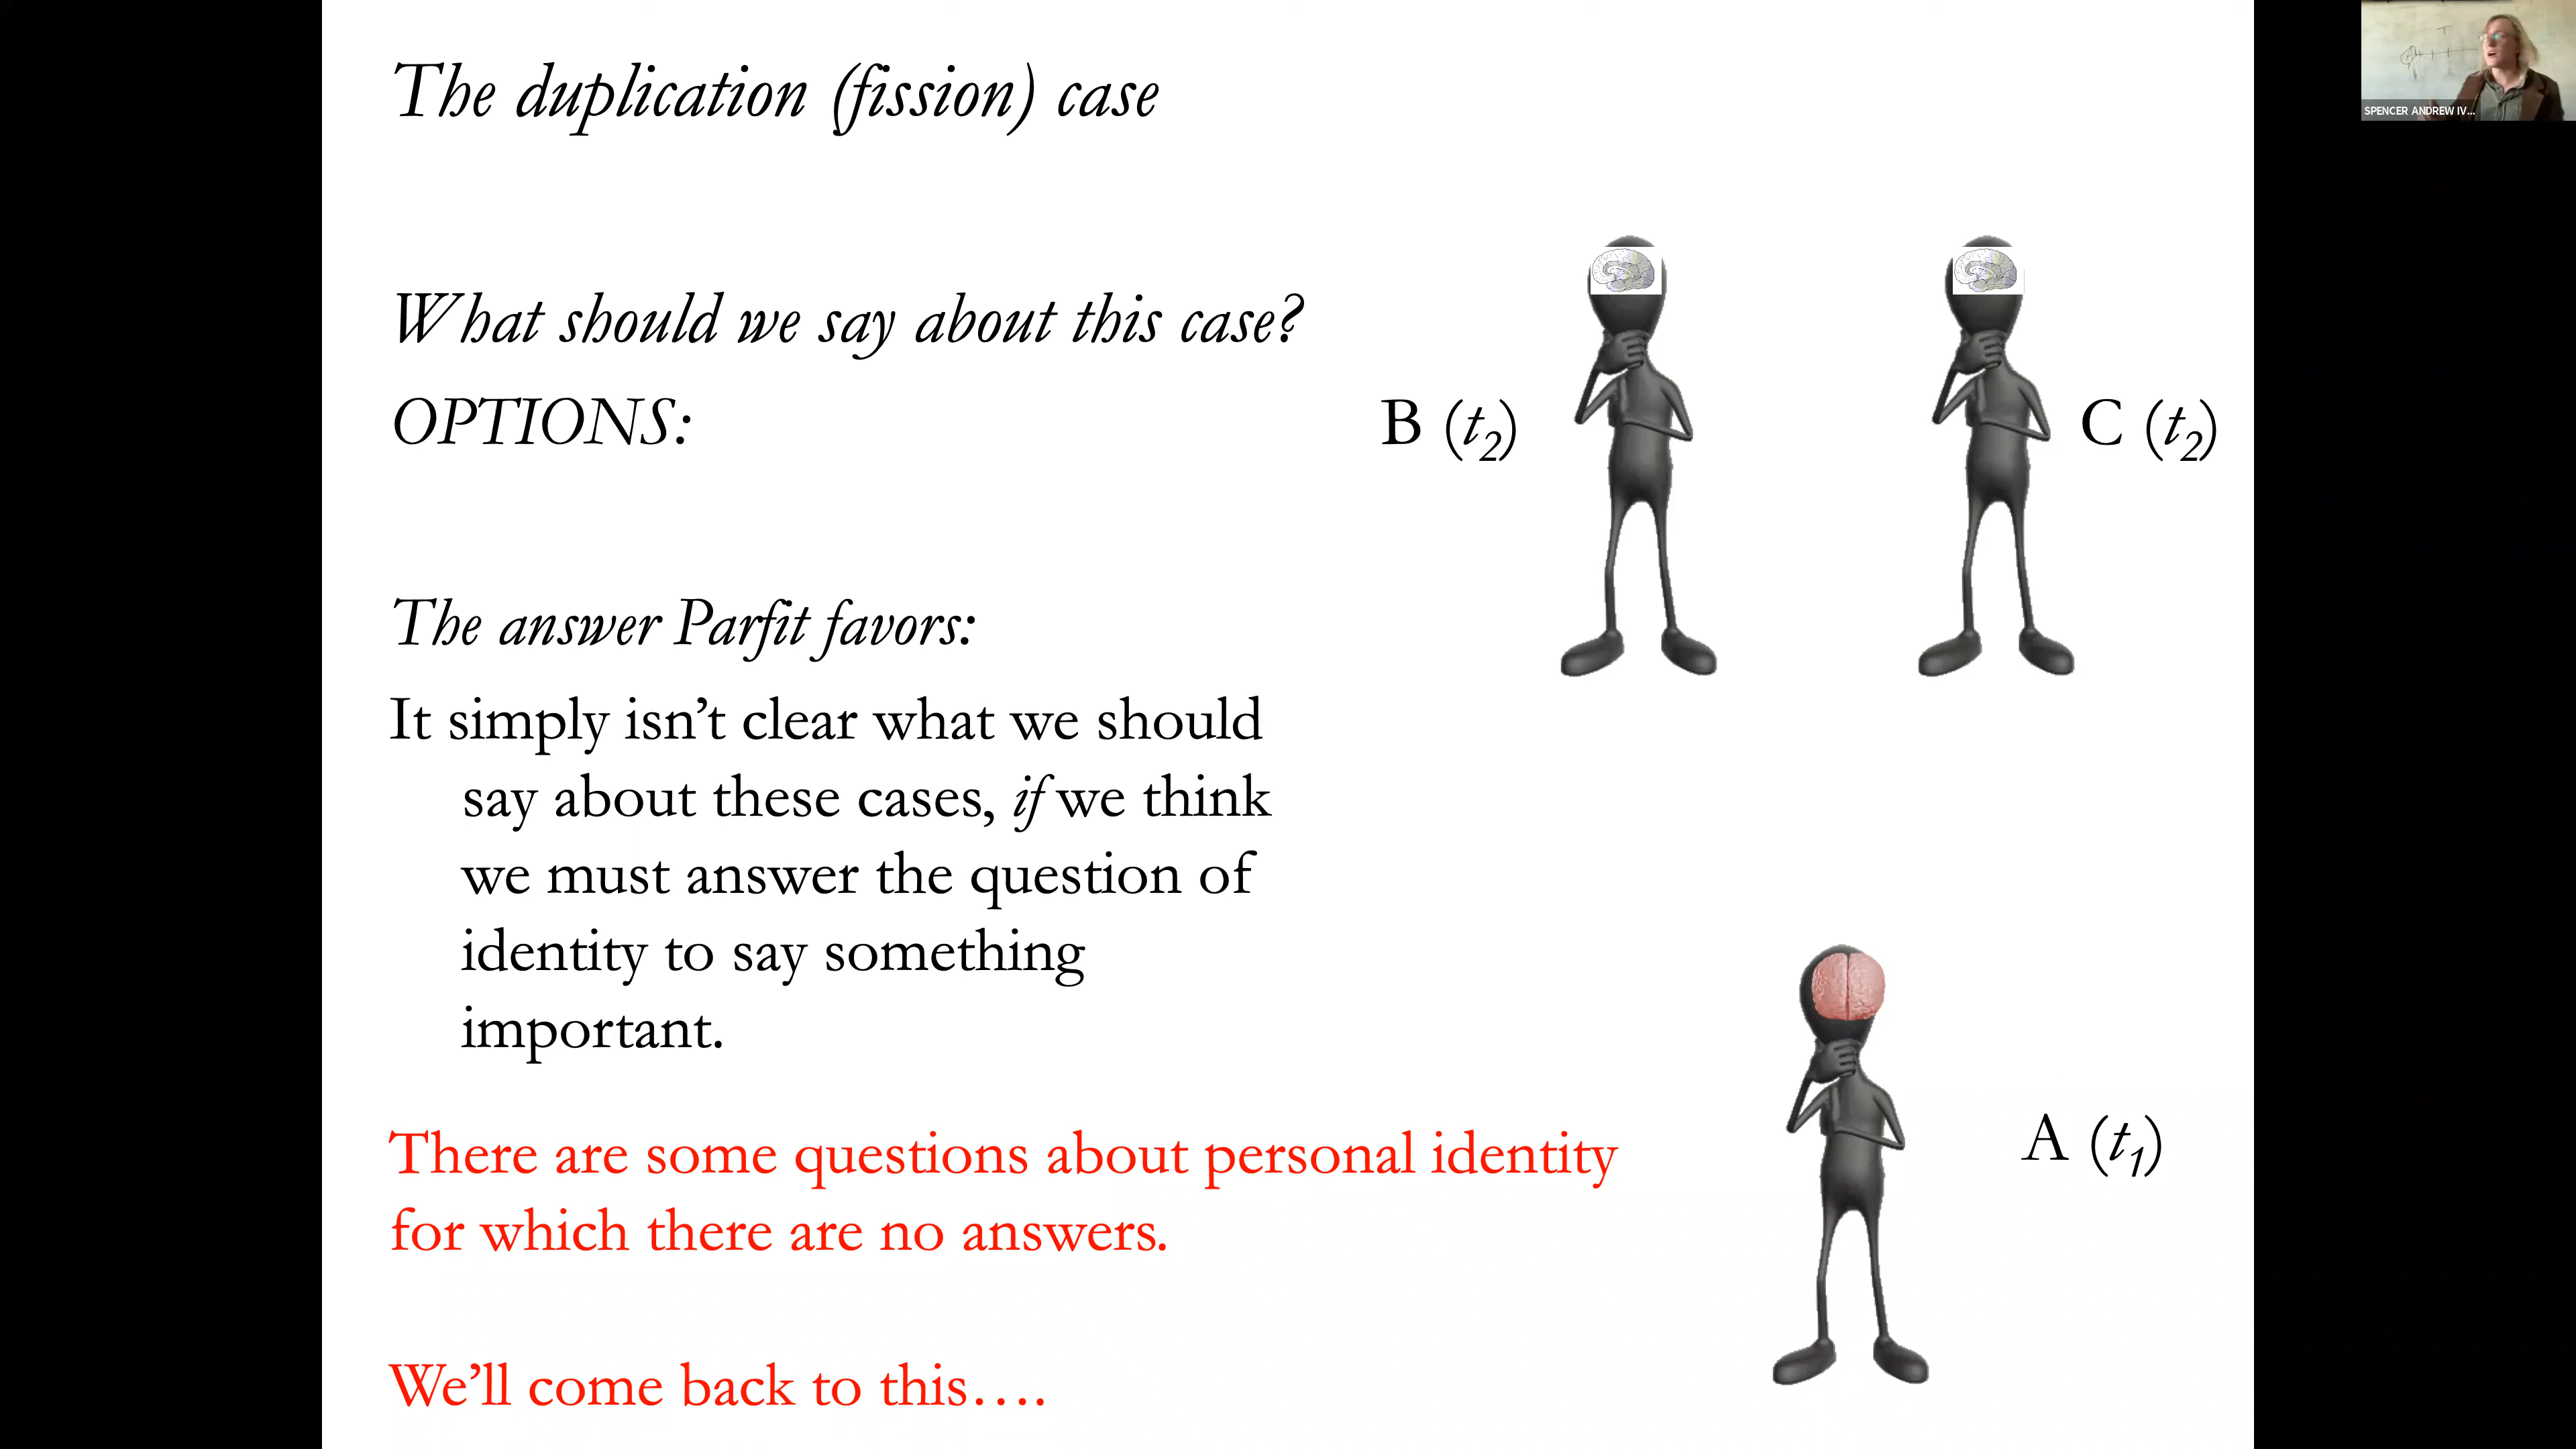 The duplication (fission) case
SPENCER ANDREW IV...
What should we say about this case?
OPTIONS:
B (t2)
C (t2)
The answer Parfit favors:
It simply isn’t clear what we should
say about these cases, if we think
we must answer the question of
identity to say something
important.
A (t1)
There are some questions about personal identity
for which there are no answers.
We’ll come back to this….